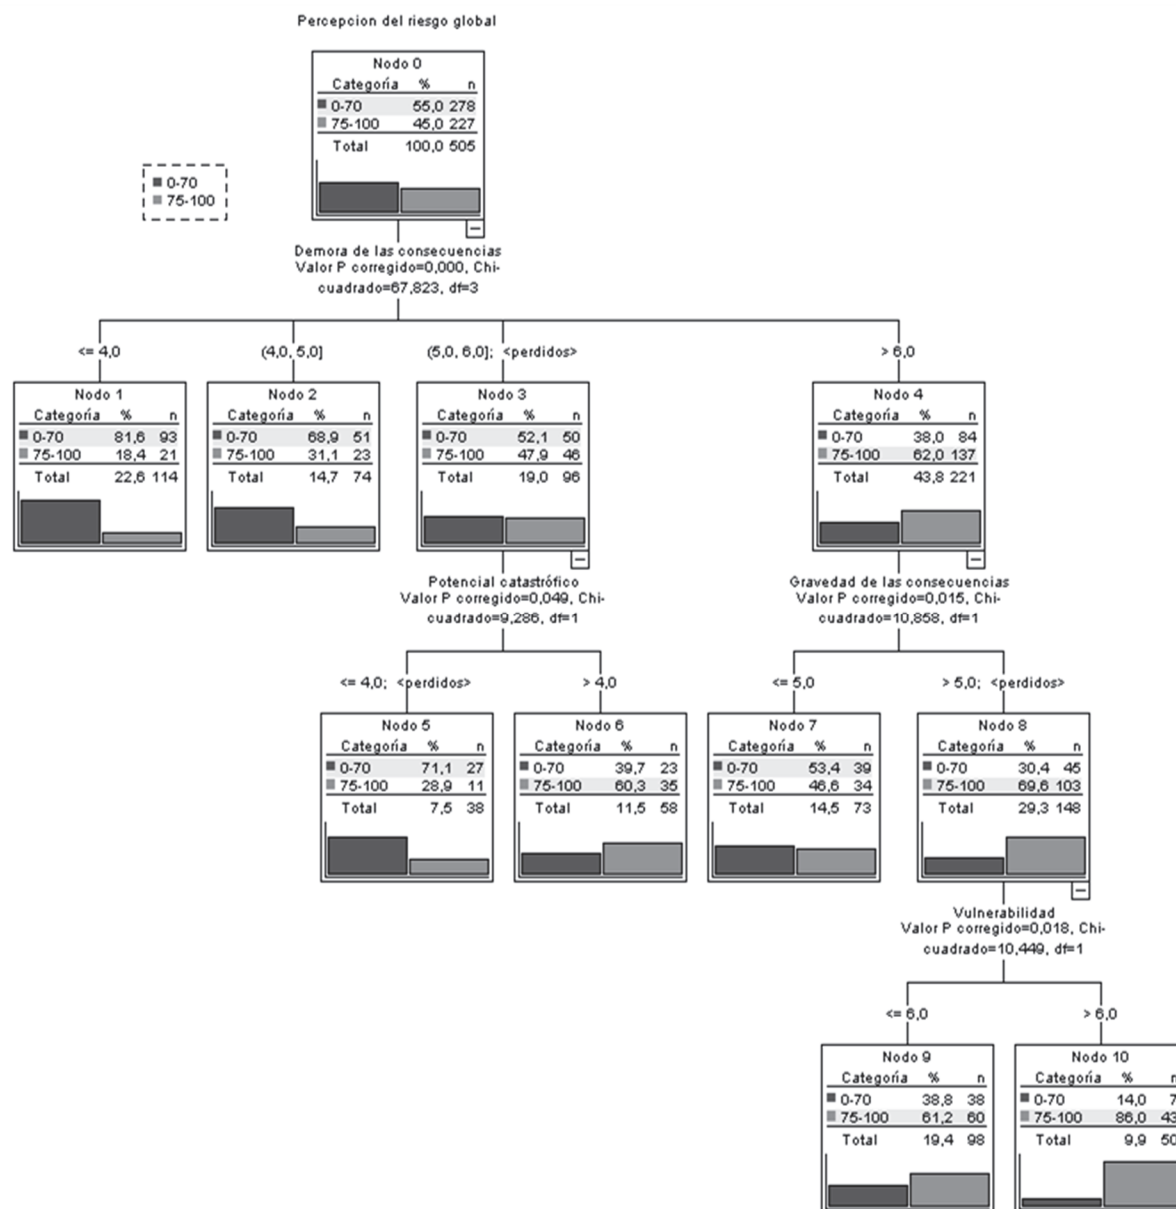 Percepcion del riesgo global
Nodo 0
Categoría % n
0-70 55,0 278
75-100 45,0 227
Total 100,0 505
0-70
75-100
Demora de las consecuencias
Valor P corregido=0,000, Chi-
cuadrado=67,823, df=3
<= 4,0
(4,0, 5,0]
(5,0, 6,0]; <perdidos>
> 6,0
Nodo 1
Categoría % n
0-70 81,6 93
75-100 18,4 21
Total 22,6 114
Nodo 2
Categoría % n
0-70 68,9 51
75-100 31,1 23
Total 14,7 74
Nodo 3
Categoría % n
0-70 52,1 50
75-100 47,9 46
Total 19,0 96
Nodo 4
Categoría % n
0-70 38,0 84
75-100 62,0 137
Total 43,8 221
Potencial catastrófico
Valor P corregido=0,049, Chi-
cuadrado=9,286, df=1
Gravedad de las consecuencias
Valor P corregido=0,015, Chi-
cuadrado=10,858, df=1
<= 4,0; <perdidos>
> 4,0
<= 5,0
> 5,0; <perdidos>
Nodo 5
Categoría % n
0-70 71,1 27
75-100 28,9 11
Total 7,5 38
Nodo 6
Categoría % n
0-70 39,7 23
75-100 60,3 35
Total 11,5 58
Nodo 7
Categoría % n
0-70 53,4 39
75-100 46,6 34
Total 14,5 73
Nodo 8
Categoría % n
0-70 30,4 45
75-100 69,6 103
Total 29,3 148
Vulnerabilidad
Valor P corregido=0,018, Chi-
cuadrado=10,449, df=1
<= 6,0
> 6,0
Nodo 9
Categoría % n
0-70 38,8 38
75-100 61,2 60
Total 19,4 98
Nodo 10
Categoría % n
0-70 14,0 7
75-100 86,0 43
Total 9,9 50